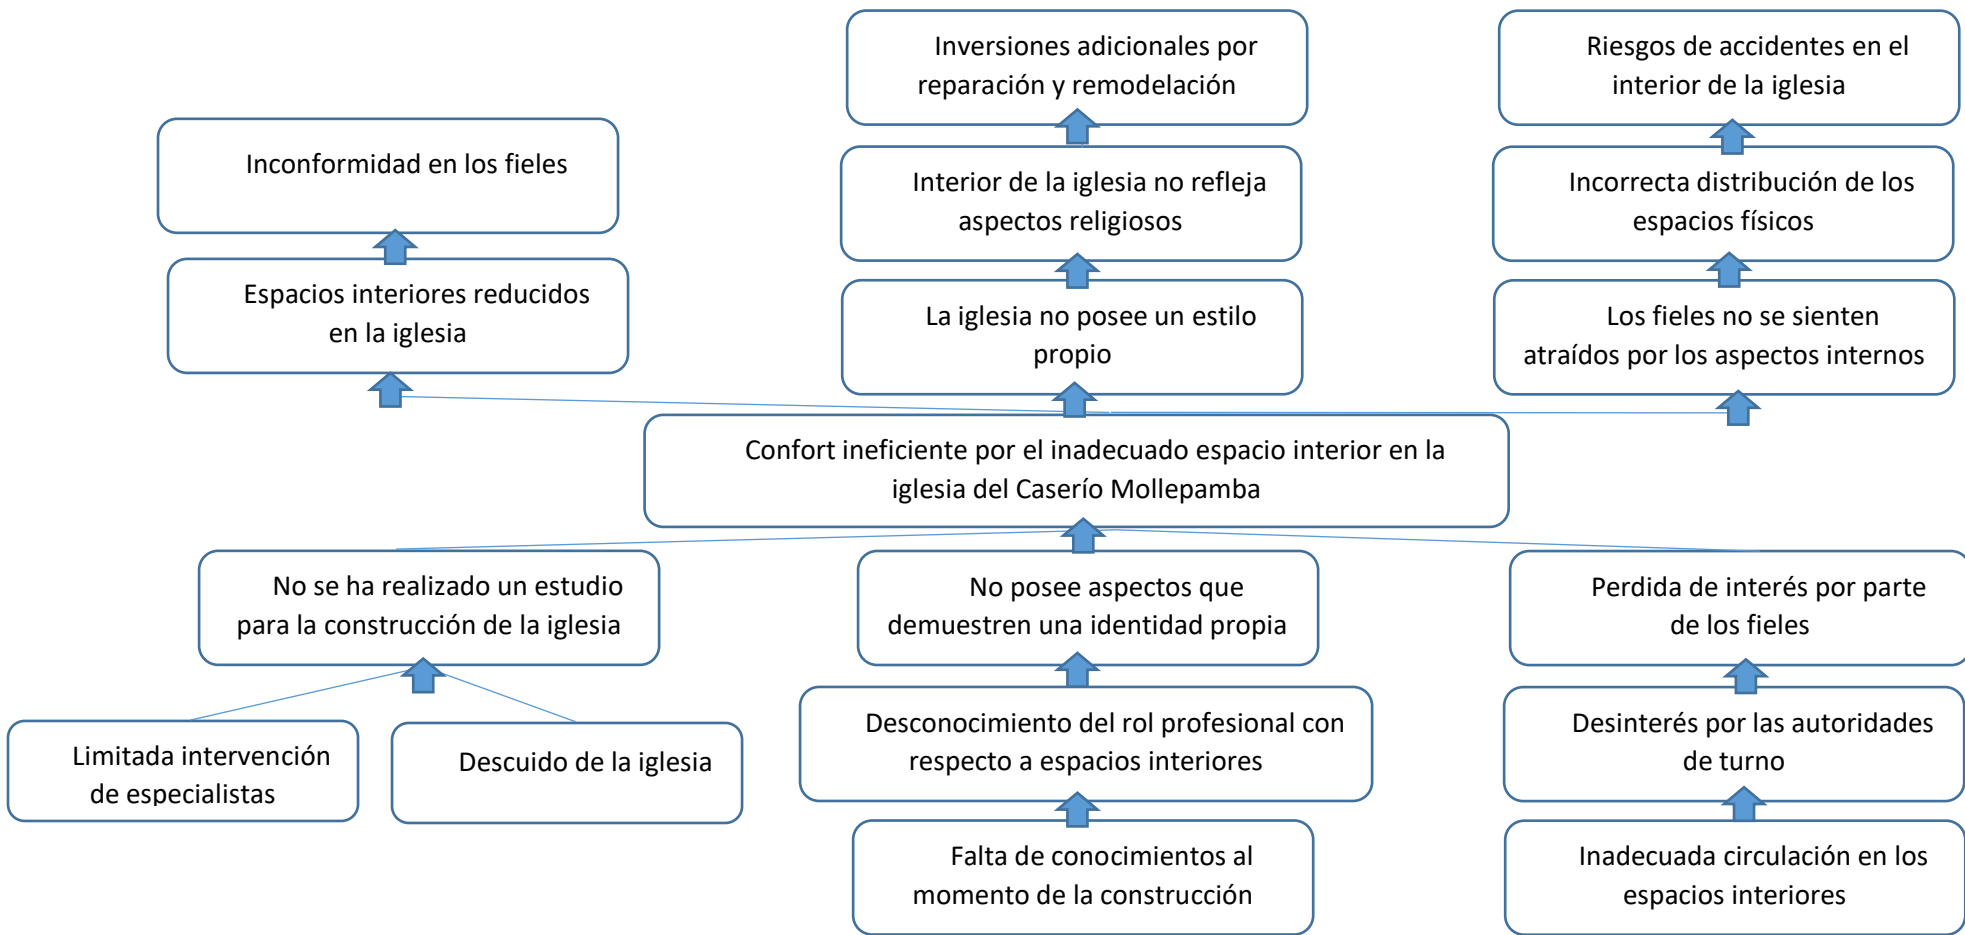 Inversiones adicionales por
reparación y remodelación
Riesgos de accidentes en el
interior de la iglesia
Inconformidad en los fieles
Interior de la iglesia no refleja
aspectos religiosos
Incorrecta distribución de los
espacios físicos
Espacios interiores reducidos
en la iglesia
La iglesia no posee un estilo
propio
Los fieles no se sienten
atraídos por los aspectos internos
Confort ineficiente por el inadecuado espacio interior en la
iglesia del Caserío Mollepamba
No se ha realizado un estudio
para la construcción de la iglesia
No posee aspectos que
demuestren una identidad propia
Perdida de interés por parte
de los fieles
Limitada intervención
de especialistas
Descuido de la iglesia
Desconocimiento del rol profesional con
respecto a espacios interiores
Desinterés por las autoridades
de turno
Falta de conocimientos al
momento de la construcción
Inadecuada circulación en los
espacios interiores